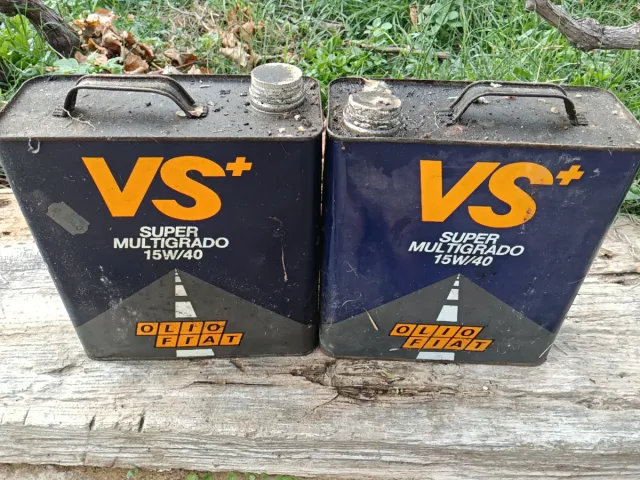 VS+
SUPER
MULTIGRADO
15W/40
OLIO
FIAT
VS+
SUPER
MULTIGRADO
15W/40
OLIO
FIAT